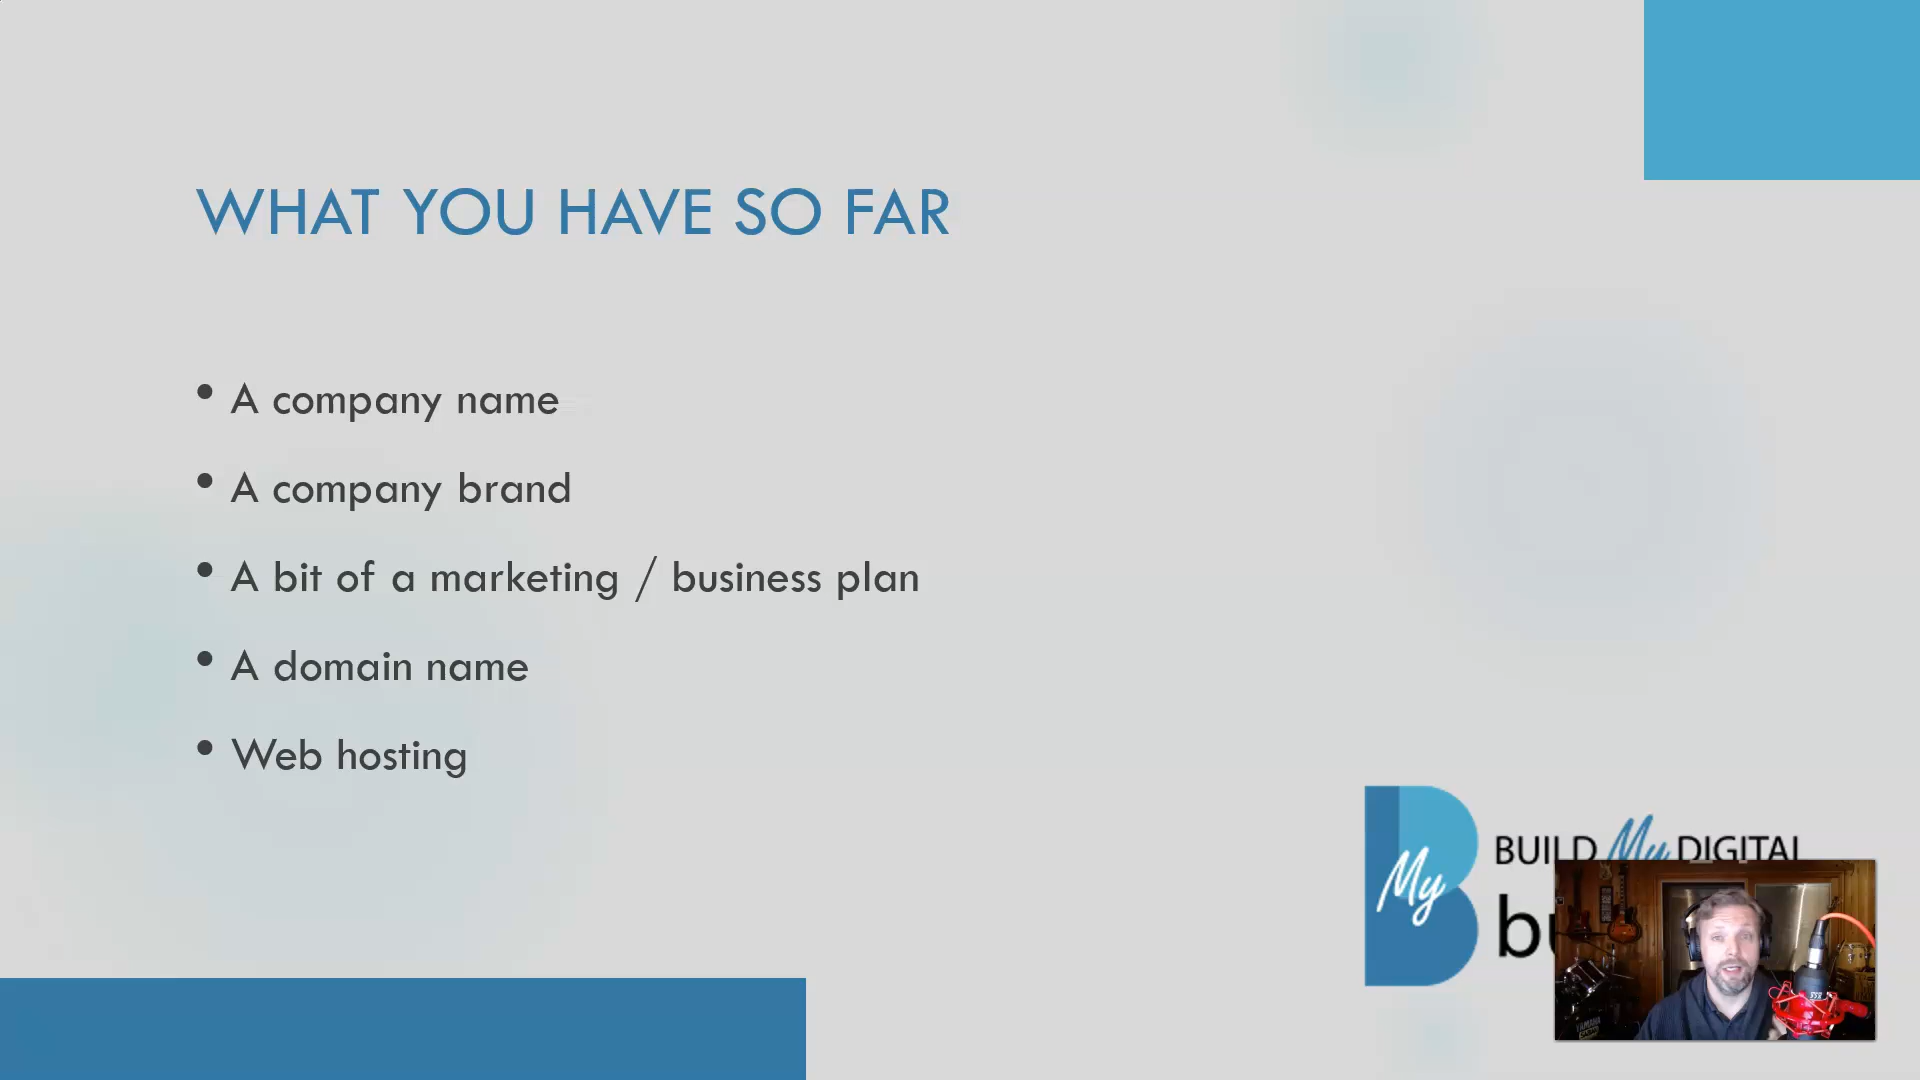 WHAT YOU HAVE SO FAR
• A company name
• A company brand
• A bit of a marketing / business plan
• A domain name
• Web hosting
My
BUILD My DIGITAL
YAMAHA